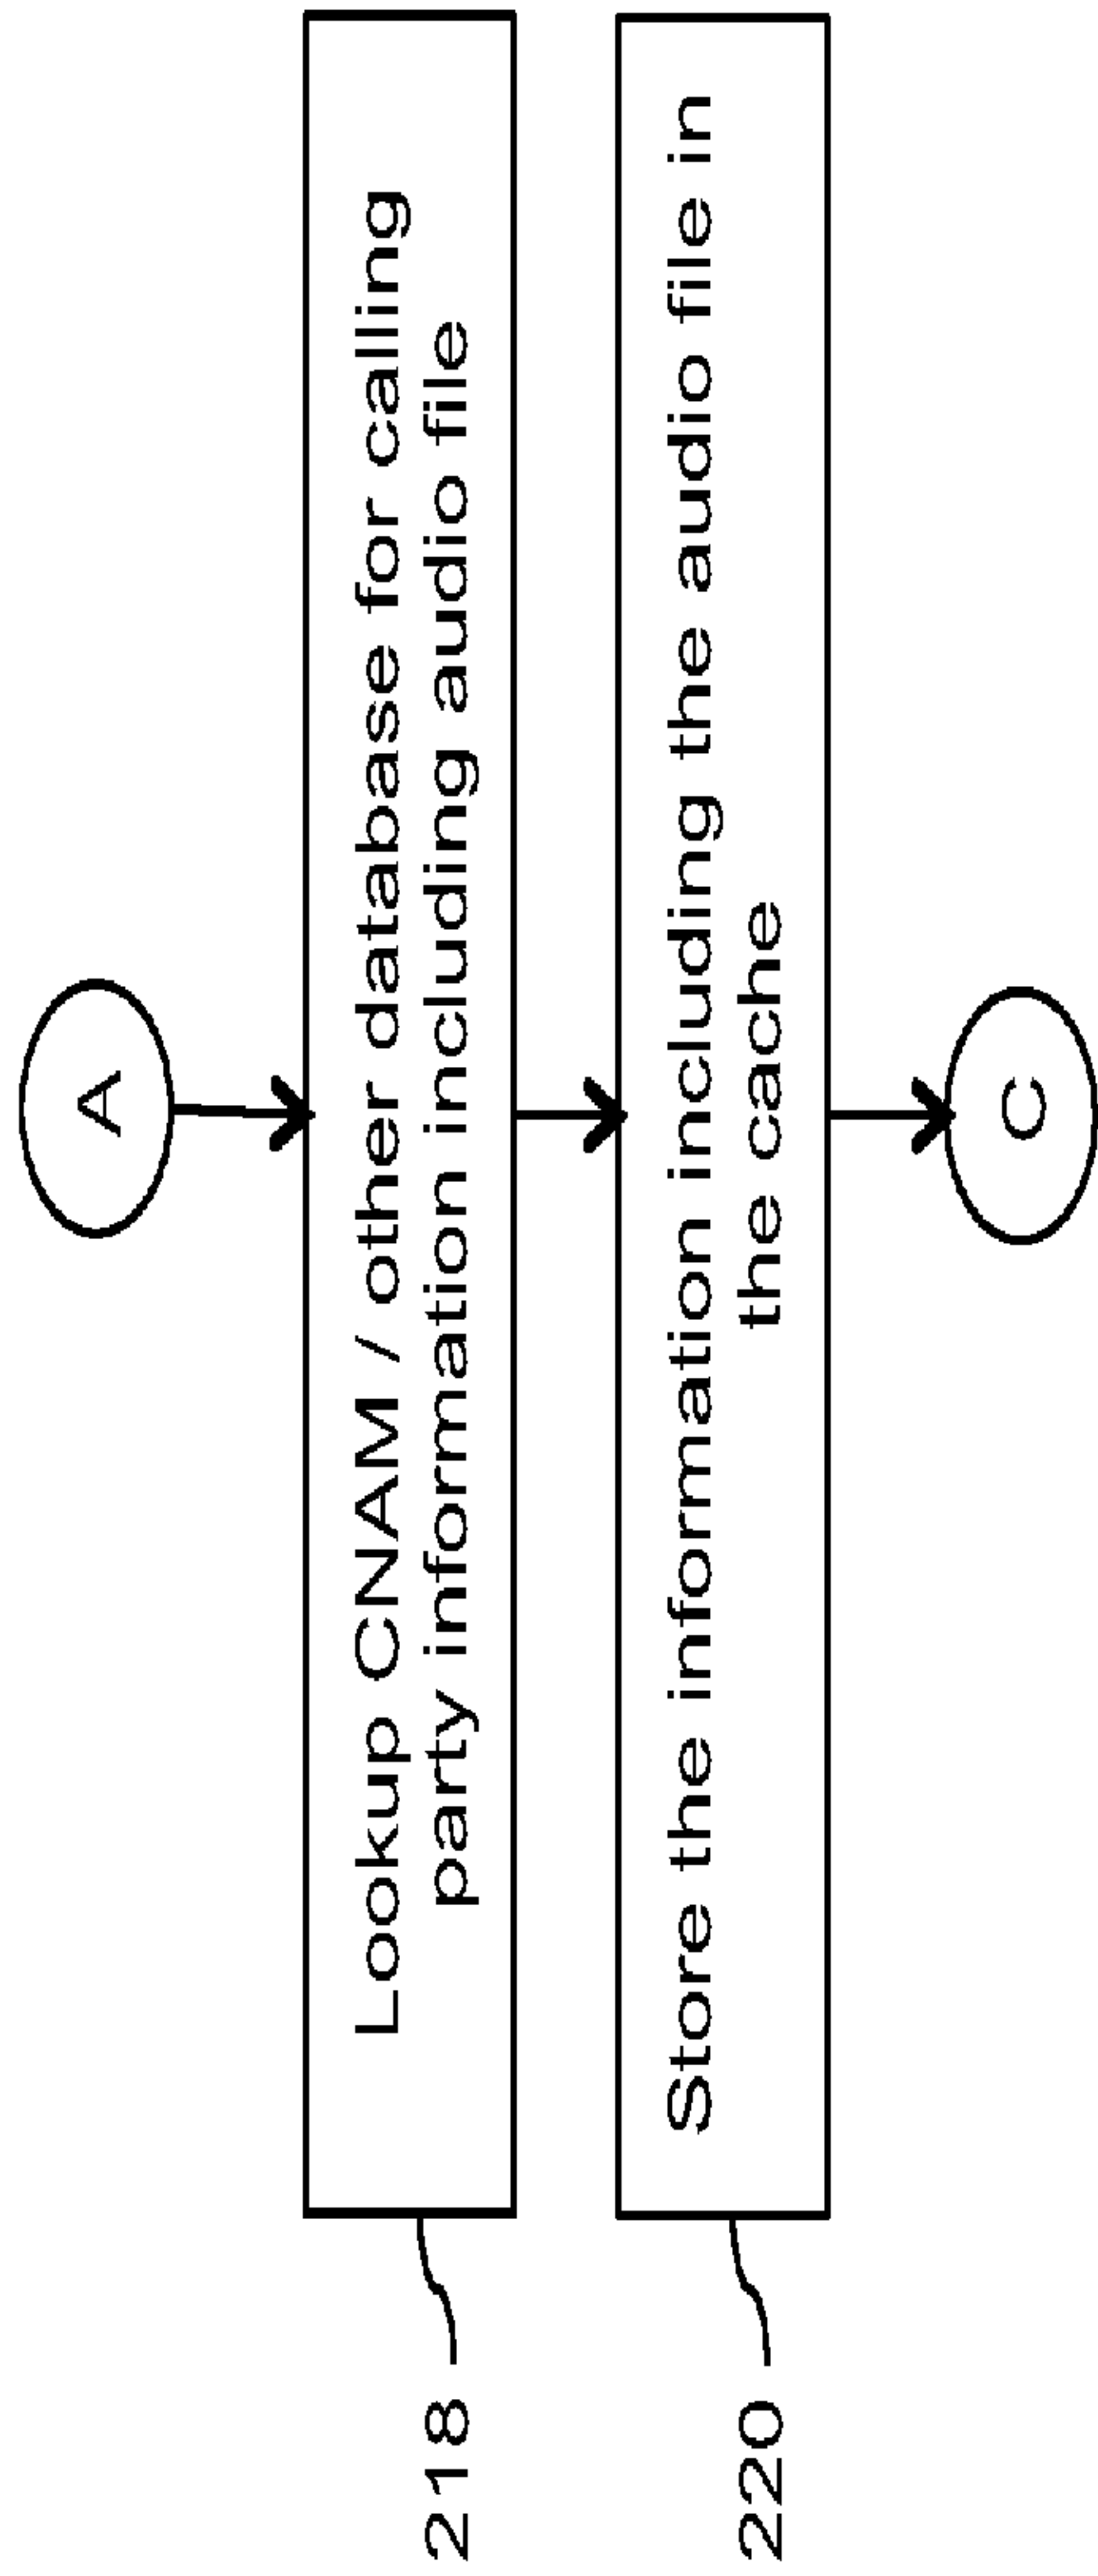 A
Lookup CNAM / other database for calling
party information including audio file
218
Store the information including the audio file in
the cache
220
C